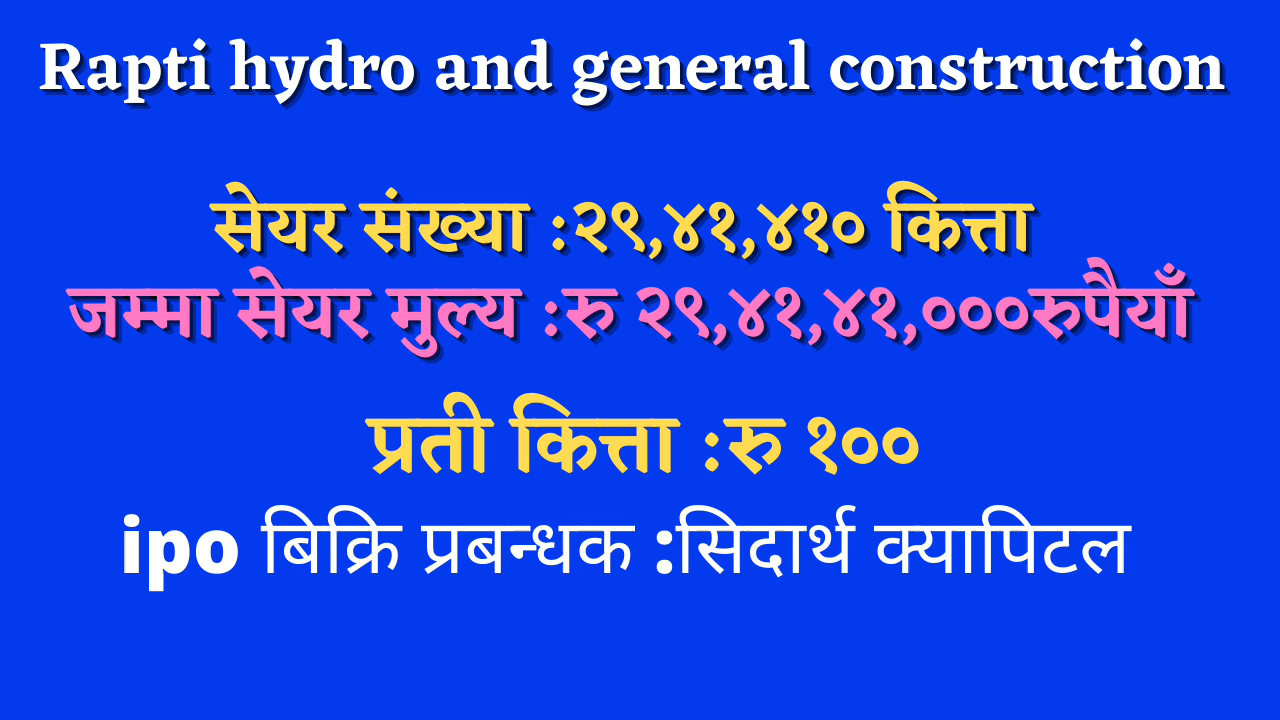 Rapti hydro and general construction
सेयर संख्या :२९,४१,४१० कित्ता
जम्मा सेयर मुल्य :रु २९,४१,४१,०००रुपैयाँ
प्रती कित्ता :रु १००
ipo बिक्रि प्रबन्धक :सिदार्थ क्यापिटल